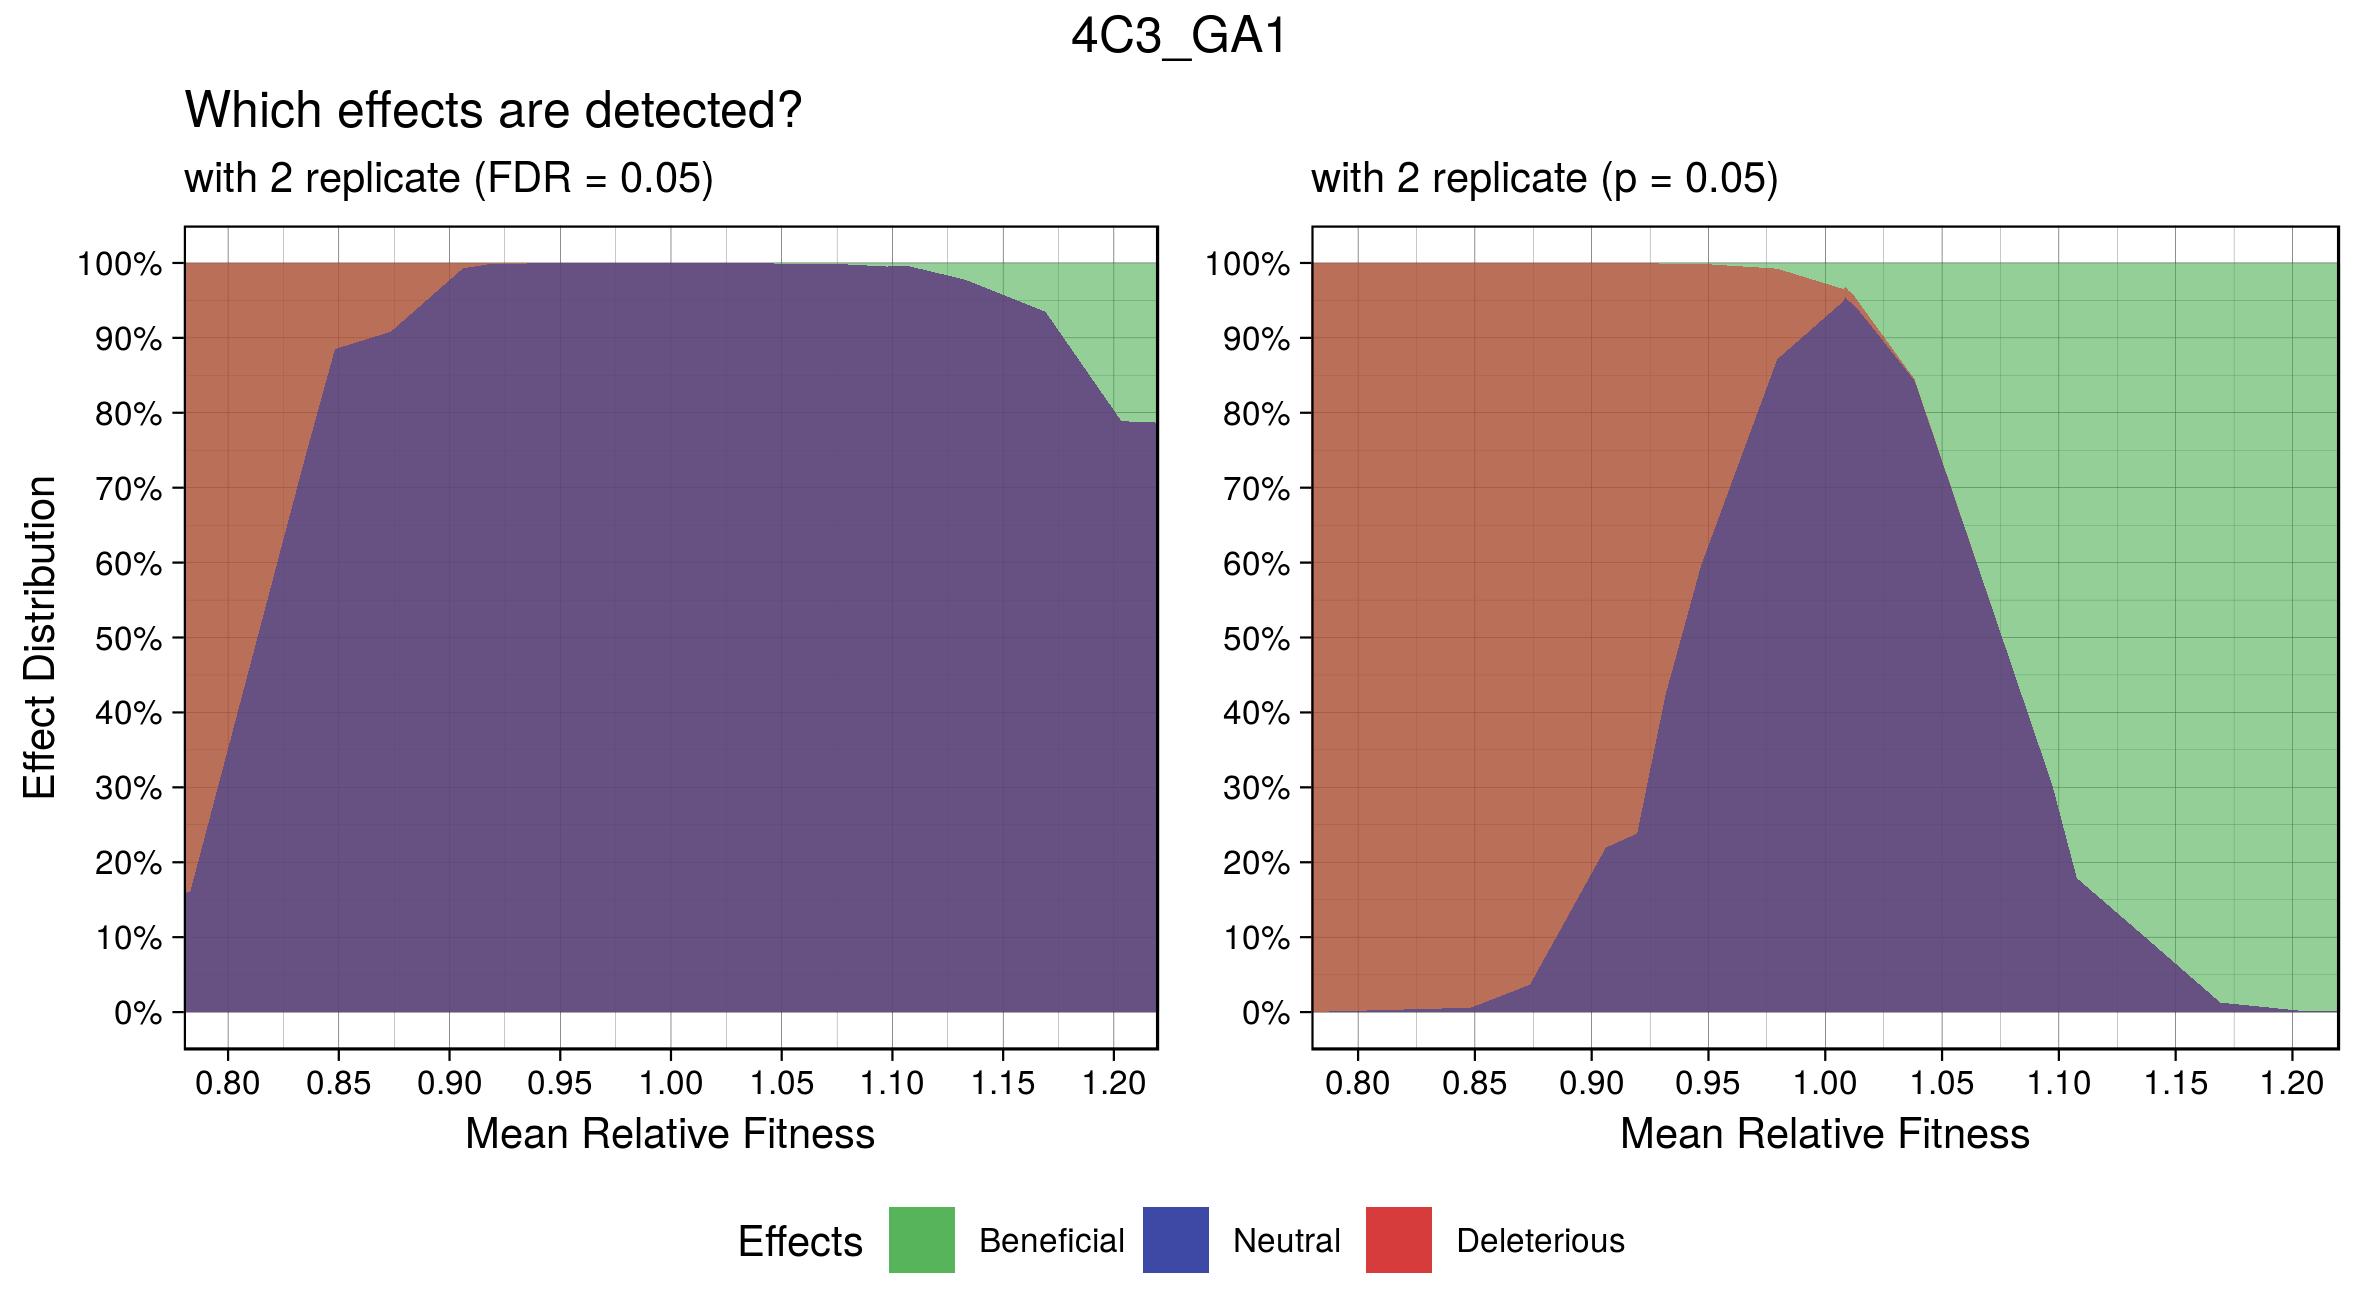 4C3_GA1
Which effects are detected?
with 2 replicate (FDR = 0.05)
100%
90%
80%
70%
60%
50%
40%
30%
20%
10%
0%
Effect Distribution
0.80 0.85 0.90 0.95 1.00 1.05 1.10 1.15 1.20
Mean Relative Fitness
with 2 replicate (p = 0.05)
100%
90%
80%
70%
60%
50%
40%
30%
20%
10%
0%
0.80 0.85 0.90 0.95 1.00 1.05 1.10 1.15 1.20
Mean Relative Fitness
Effects Beneficial Neutral Deleterious